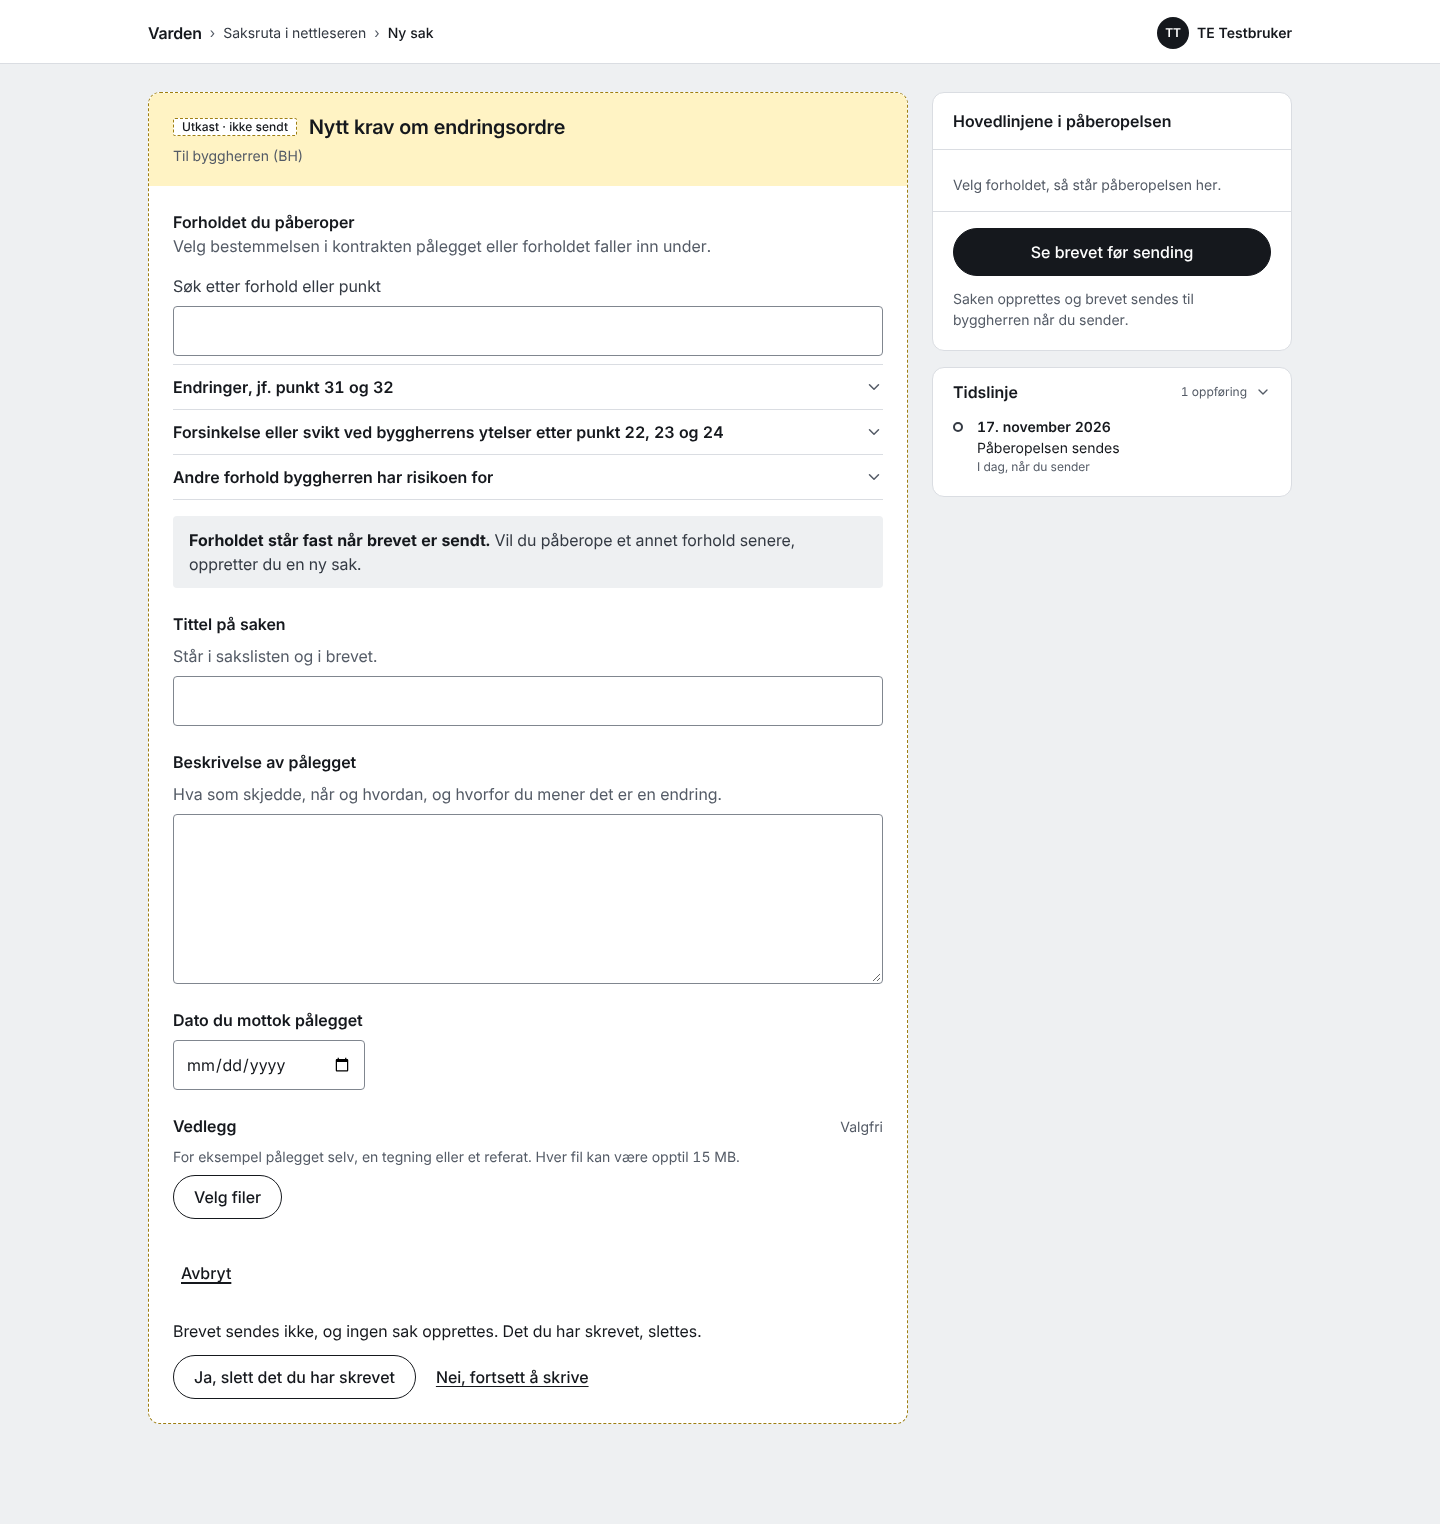 Varden › Saksruta i nettleseren › Ny sak
TT TE Testbruker
Utkast · ikke sendt Nytt krav om endringsordre
Til byggherren (BH)
Forholdet du påberoper
Velg bestemmelsen i kontrakten pålegget eller forholdet faller inn under.
Søk etter forhold eller punkt
Endringer, jf. punkt 31 og 32
Forsinkelse eller svikt ved byggherrens ytelser etter punkt 22, 23 og 24
Andre forhold byggherren har risikoen for
Forholdet står fast når brevet er sendt. Vil du påberope et annet forhold senere,
oppretter du en ny sak.
Tittel på saken
Står i sakslisten og i brevet.
Beskrivelse av pålegget
Hva som skjedde, når og hvordan, og hvorfor du mener det er en endring.
Dato du mottok pålegget
mm/dd/yyyy
Vedlegg Valgfri
For eksempel pålegget selv, en tegning eller et referat. Hver fil kan være opptil 15 MB.
Velg filer
Avbryt
Brevet sendes ikke, og ingen sak opprettes. Det du har skrevet, slettes.
Ja, slett det du har skrevet Nei, fortsett å skrive
Hovedlinjene i påberopelsen
Velg forholdet, så står påberopelsen her.
Se brevet før sending
Saken opprettes og brevet sendes til
byggherren når du sender.
Tidslinje 1 oppføring
17. november 2026
Påberopelsen sendes
I dag, når du sender